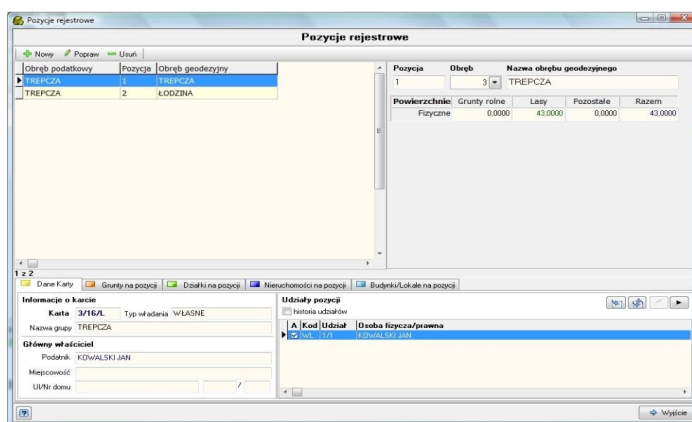 Pozycje rejestrowe
Pozycje rejestrowe
Nowy Popraw Usuń
Obręb podatkowy Pozycja Obręb geodezyjny
TREPCZA 1 TREPCZA
TREPCZA 2 ŁODZINA
Pozycja Obręb Nazwa obrębu geodezyjnego
1 3 TREPCZA
Powierzchnie Grunty rolne Lasy Pozostałe Razem
Fizyczne 0,0000 43,0000 0,0000 43,0000
1 z 2
Dane Karty Grunty na pozycji Działki na pozycji Nieruchomości na pozycji Budynki/Lokale na pozycji
Informacje o karcie
Karta 3/16/L Typ władania WŁASNE
Nazwa grupy TREPCZA
Główny właściciel
Podatnik KOWALSKI JAN
Miejscowość
Ul/Nr domu /
Udziały pozycji
historia udziałów
A Kod Udział Osoba fizycza/prawna
WŁ 1/1 KOWALSKI JAN
Wyjście